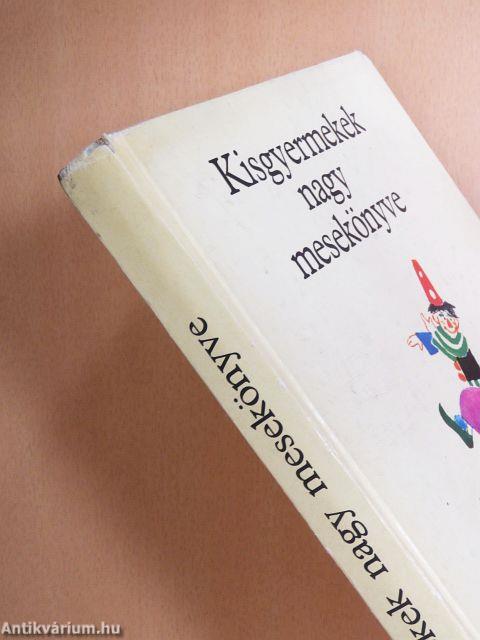 Kisgyermekek
nagy
mesekönyve
kek nagy mesekönyve
Antikvárium.hu